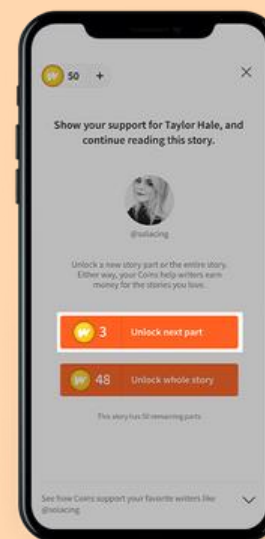 50 +
Show your support for Taylor Hale, and
continue reading this story.
@solacing
Unlock a new story part or the entire story.
Either way, your Coins help writers earn
money for the stories you love.
3 Unlock next part
48 Unlock whole story
This story has 50 remaining parts
See how Coins support your favorite writers like
@solacing.